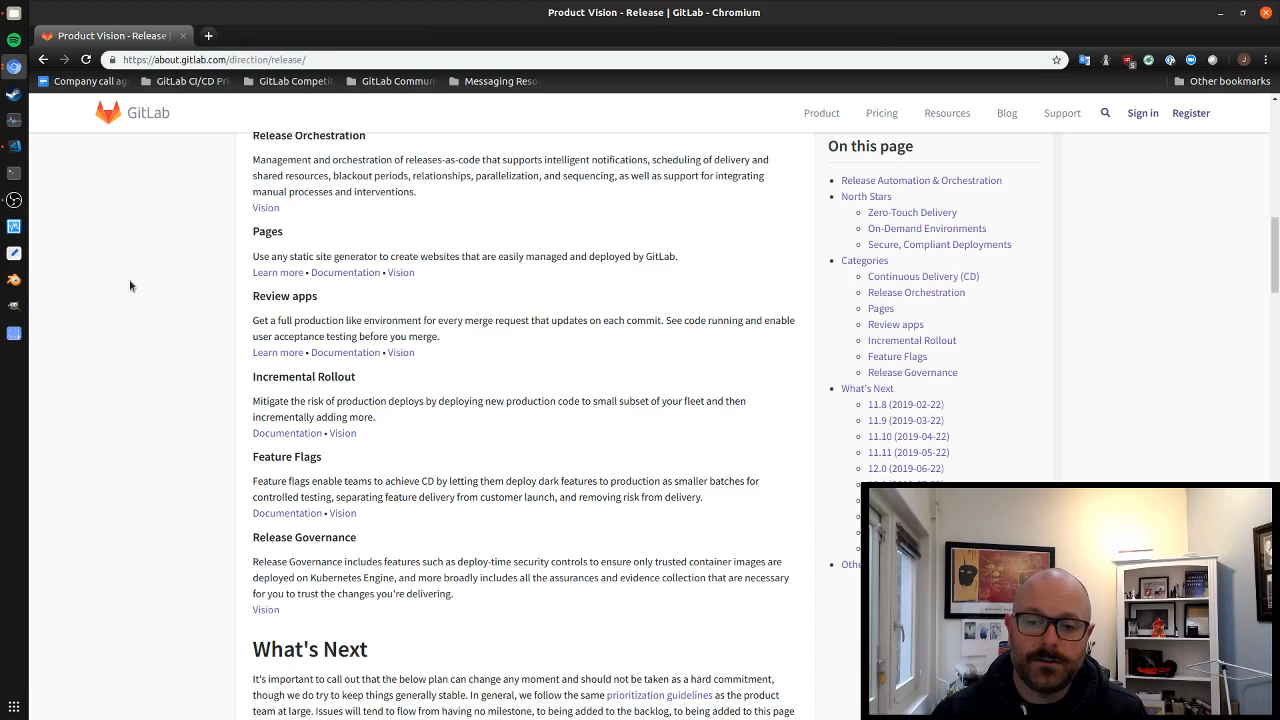 Product Vision - Release | GitLab - Chromium
Product Vision - Release |
https://about.gitlab.com/direction/release/
Company call ag
GitLab CI/CD Pri
GitLab Competit
GitLab Commun
Messaging Reso
Other bookmarks
GitLab
Product
Pricing
Resources
Blog
Support
Sign in
Register
Release Orchestration
Management and orchestration of releases-as-code that supports intelligent notifications, scheduling of delivery and
shared resources, blackout periods, relationships, parallelization, and sequencing, as well as support for integrating
manual processes and interventions.
Vision
Pages
Use any static site generator to create websites that are easily managed and deployed by GitLab.
Learn more • Documentation • Vision
Review apps
Get a full production like environment for every merge request that updates on each commit. See code running and enable
user acceptance testing before you merge.
Learn more • Documentation • Vision
Incremental Rollout
Mitigate the risk of production deploys by deploying new production code to small subset of your fleet and then
incrementally adding more.
Documentation • Vision
Feature Flags
Feature flags enable teams to achieve CD by letting them deploy dark features to production as smaller batches for
controlled testing, separating feature delivery from customer launch, and removing risk from delivery.
Documentation • Vision
Release Governance
Release Governance includes features such as deploy-time security controls to ensure only trusted container images are
deployed on Kubernetes Engine, and more broadly includes all the assurances and evidence collection that are necessary
for you to trust the changes you're delivering.
Vision
What's Next
It's important to call out that the below plan can change any moment and should not be taken as a hard commitment,
though we do try to keep things generally stable. In general, we follow the same prioritization guidelines as the product
team at large. Issues will tend to flow from having no milestone, to being added to the backlog, to being added to this page
On this page
Release Automation & Orchestration
North Stars
Zero-Touch Delivery
On-Demand Environments
Secure, Compliant Deployments
Categories
Continuous Delivery (CD)
Release Orchestration
Pages
Review apps
Incremental Rollout
Feature Flags
Release Governance
What's Next
11.8 (2019-02-22)
11.9 (2019-03-22)
11.10 (2019-04-22)
11.11 (2019-05-22)
12.0 (2019-06-22)
Othe